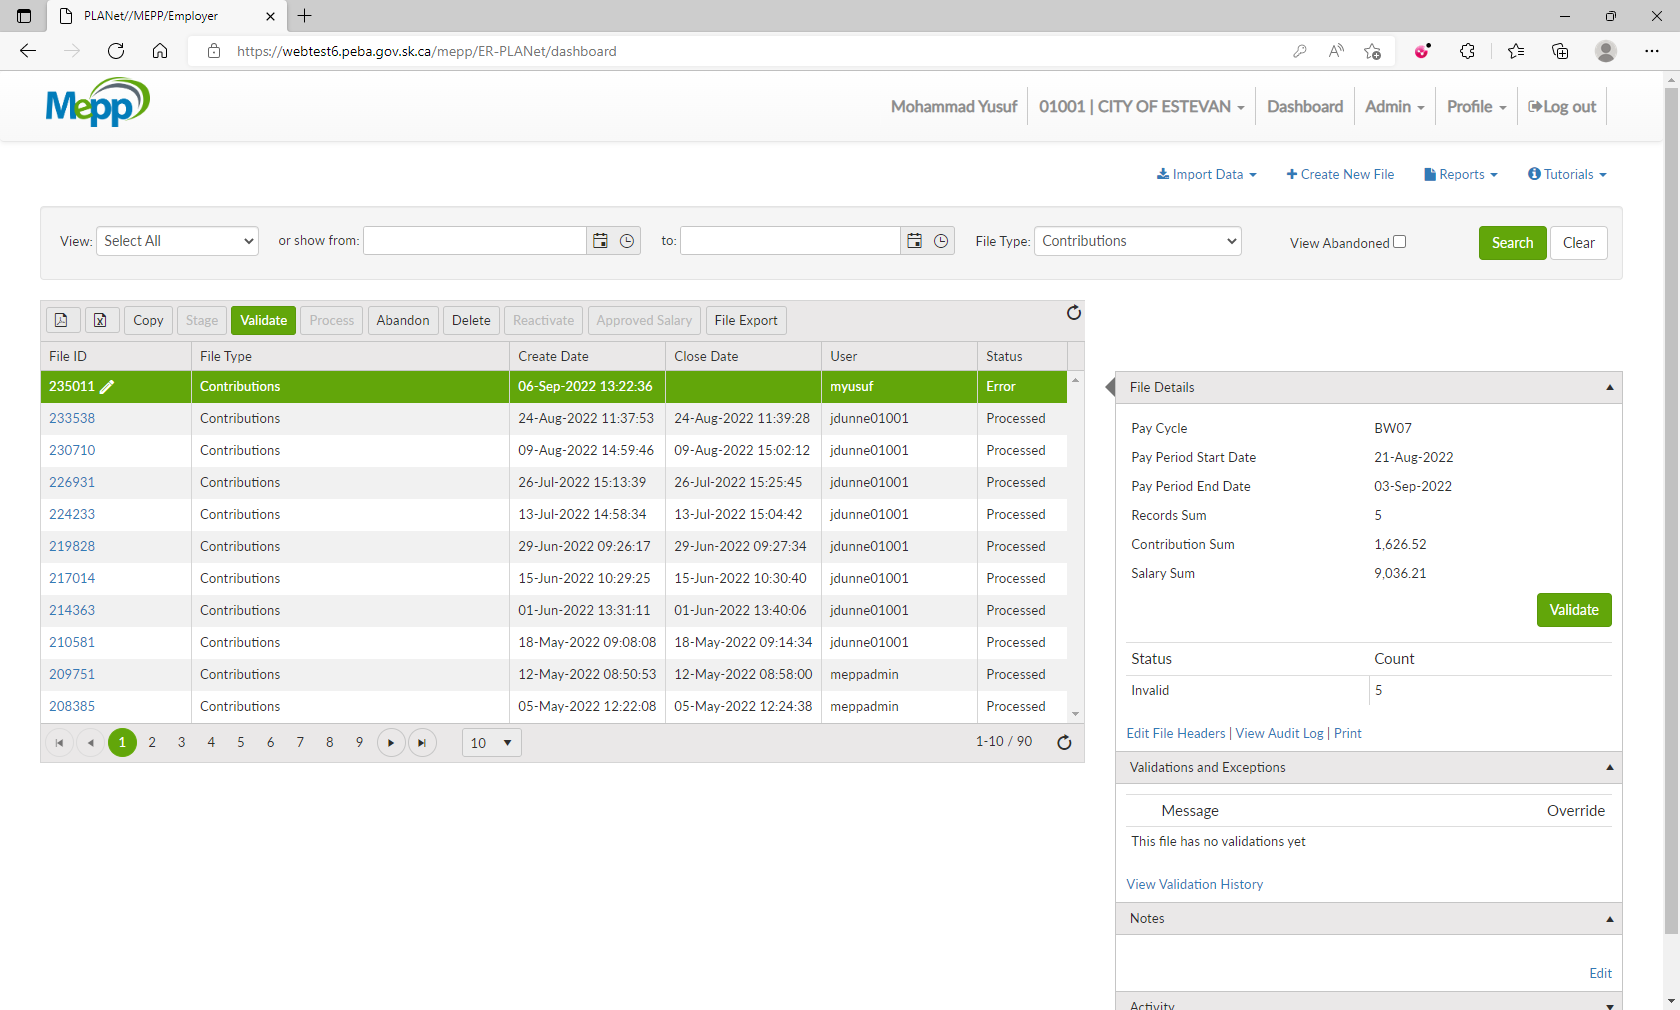 PLANet//MEPP/Employer
https://webtest6.peba.gov.sk.ca/mepp/ER-PLANet/dashboard
Mepp
Mohammad Yusuf
01001 | CITY OF ESTEVAN
Dashboard
Admin
Profile
Log out
Import Data
Create New File
Reports
Tutorials
View: Select All or show from: to: File Type: Contributions View Abandoned Search Clear
Copy Stage Validate Process Abandon Delete Reactivate Approved Salary File Export
File ID File Type Create Date Close Date User Status
235011 Contributions 06-Sep-2022 13:22:36 myusuf Error
233538 Contributions 24-Aug-2022 11:37:53 24-Aug-2022 11:39:28 jdunne01001 Processed
230710 Contributions 09-Aug-2022 14:59:46 09-Aug-2022 15:02:12 jdunne01001 Processed
226931 Contributions 26-Jul-2022 15:13:39 26-Jul-2022 15:25:45 jdunne01001 Processed
224233 Contributions 13-Jul-2022 14:58:34 13-Jul-2022 15:04:42 jdunne01001 Processed
219828 Contributions 29-Jun-2022 09:26:17 29-Jun-2022 09:27:34 jdunne01001 Processed
217014 Contributions 15-Jun-2022 10:29:25 15-Jun-2022 10:30:40 jdunne01001 Processed
214363 Contributions 01-Jun-2022 13:31:11 01-Jun-2022 13:40:06 jdunne01001 Processed
210581 Contributions 18-May-2022 09:08:08 18-May-2022 09:14:34 jdunne01001 Processed
209751 Contributions 12-May-2022 08:50:53 12-May-2022 08:58:00 meppadmin Processed
208385 Contributions 05-May-2022 12:22:08 05-May-2022 12:24:38 meppadmin Processed
1 2 3 4 5 6 7 8 9 10 1-10 / 90
File Details
Pay Cycle BW07
Pay Period Start Date 21-Aug-2022
Pay Period End Date 03-Sep-2022
Records Sum 5
Contribution Sum 1,626.52
Salary Sum 9,036.21
Validate
Status Count
Invalid 5
Edit File Headers | View Audit Log | Print
Validations and Exceptions
Message Override
This file has no validations yet
View Validation History
Notes
Edit
Activity